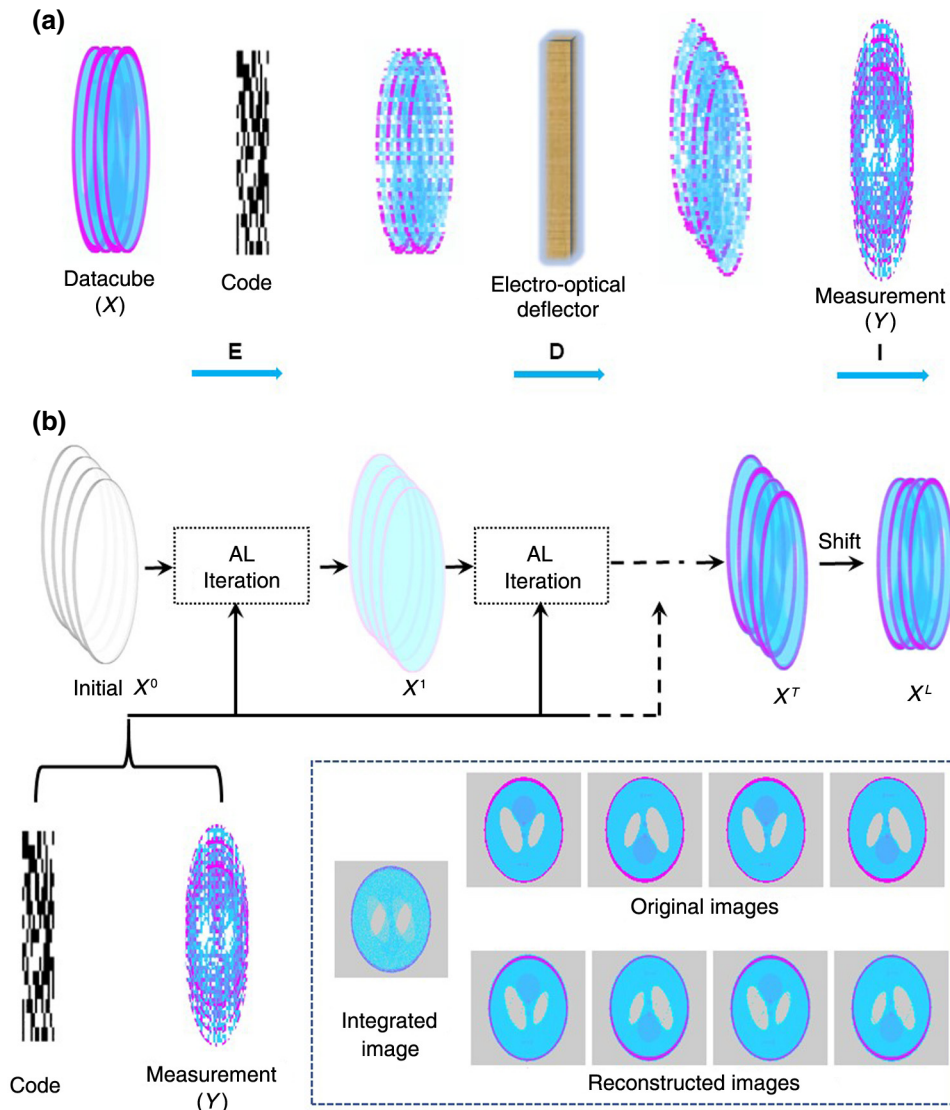 (a)
Datacube
(X)
Code
Electro-optical
deflector
Measurement
(Y)
E
D
I
(b)
AL
Iteration
AL
Iteration
Shift
Initial X⁰
X¹
Xᵀ
Xᴸ
Code
Measurement
(Y)
Integrated
image
Original images
Reconstructed images